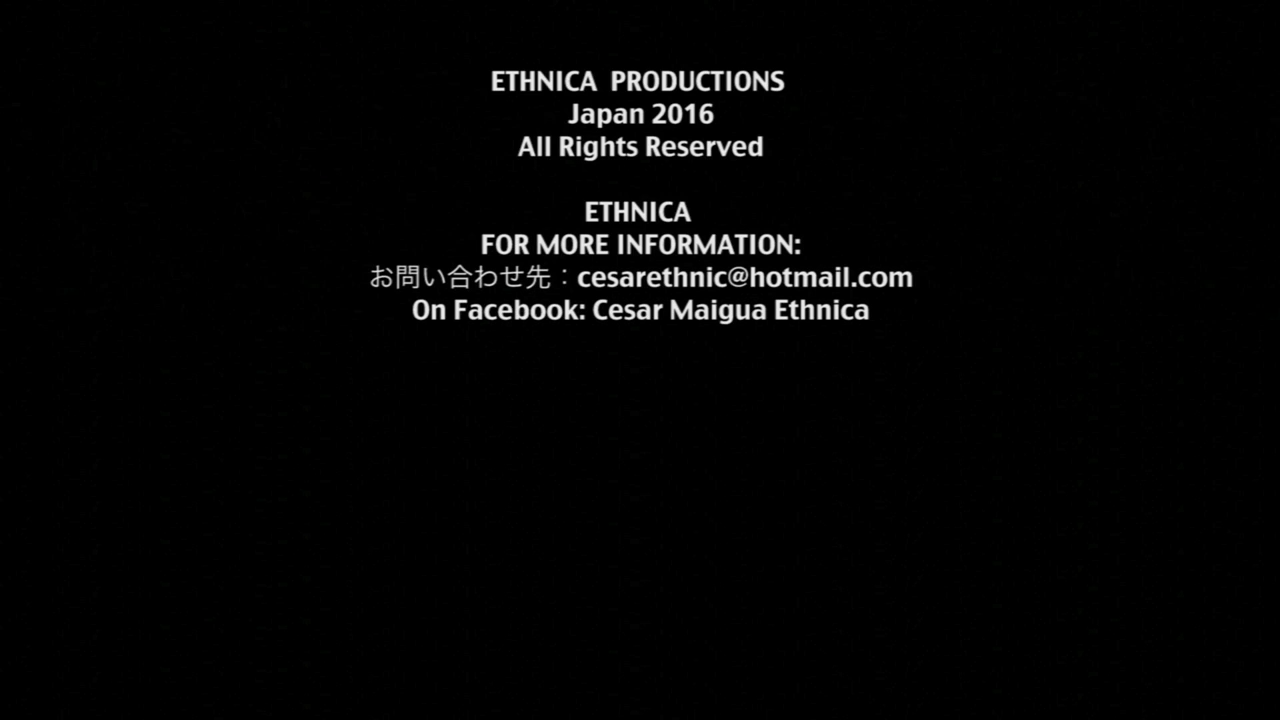 ETHNICA PRODUCTIONS
Japan 2016
All Rights Reserved
ETHNICA
FOR MORE INFORMATION:
お問い合わせ先：cesarethnic@hotmail.com
On Facebook: Cesar Maigua Ethnica